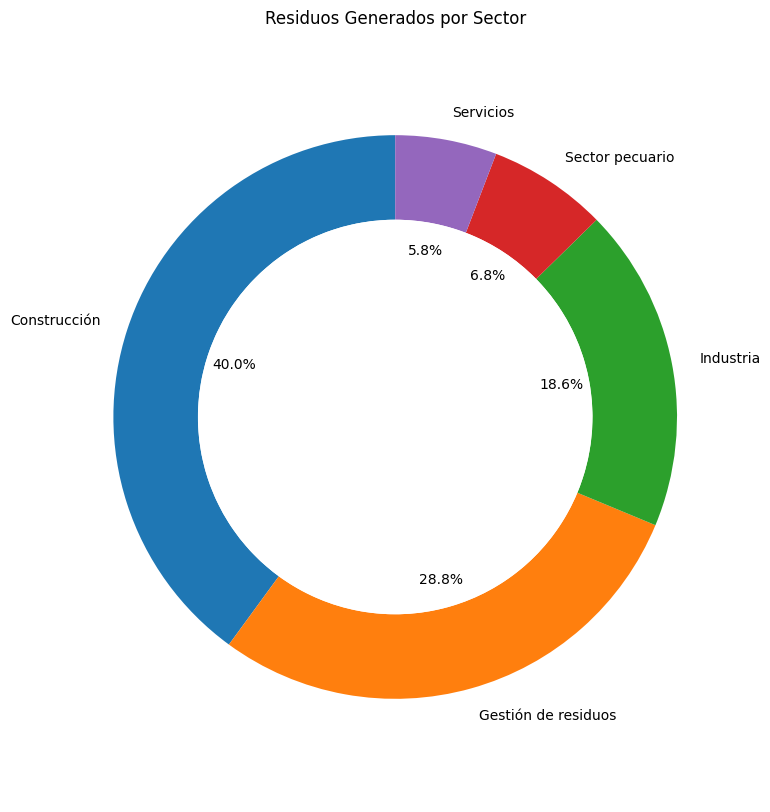 Residuos Generados por Sector
Servicios
Sector pecuario
5.8%
6.8%
Construcción
40.0%
Industria
18.6%
28.8%
Gestión de residuos